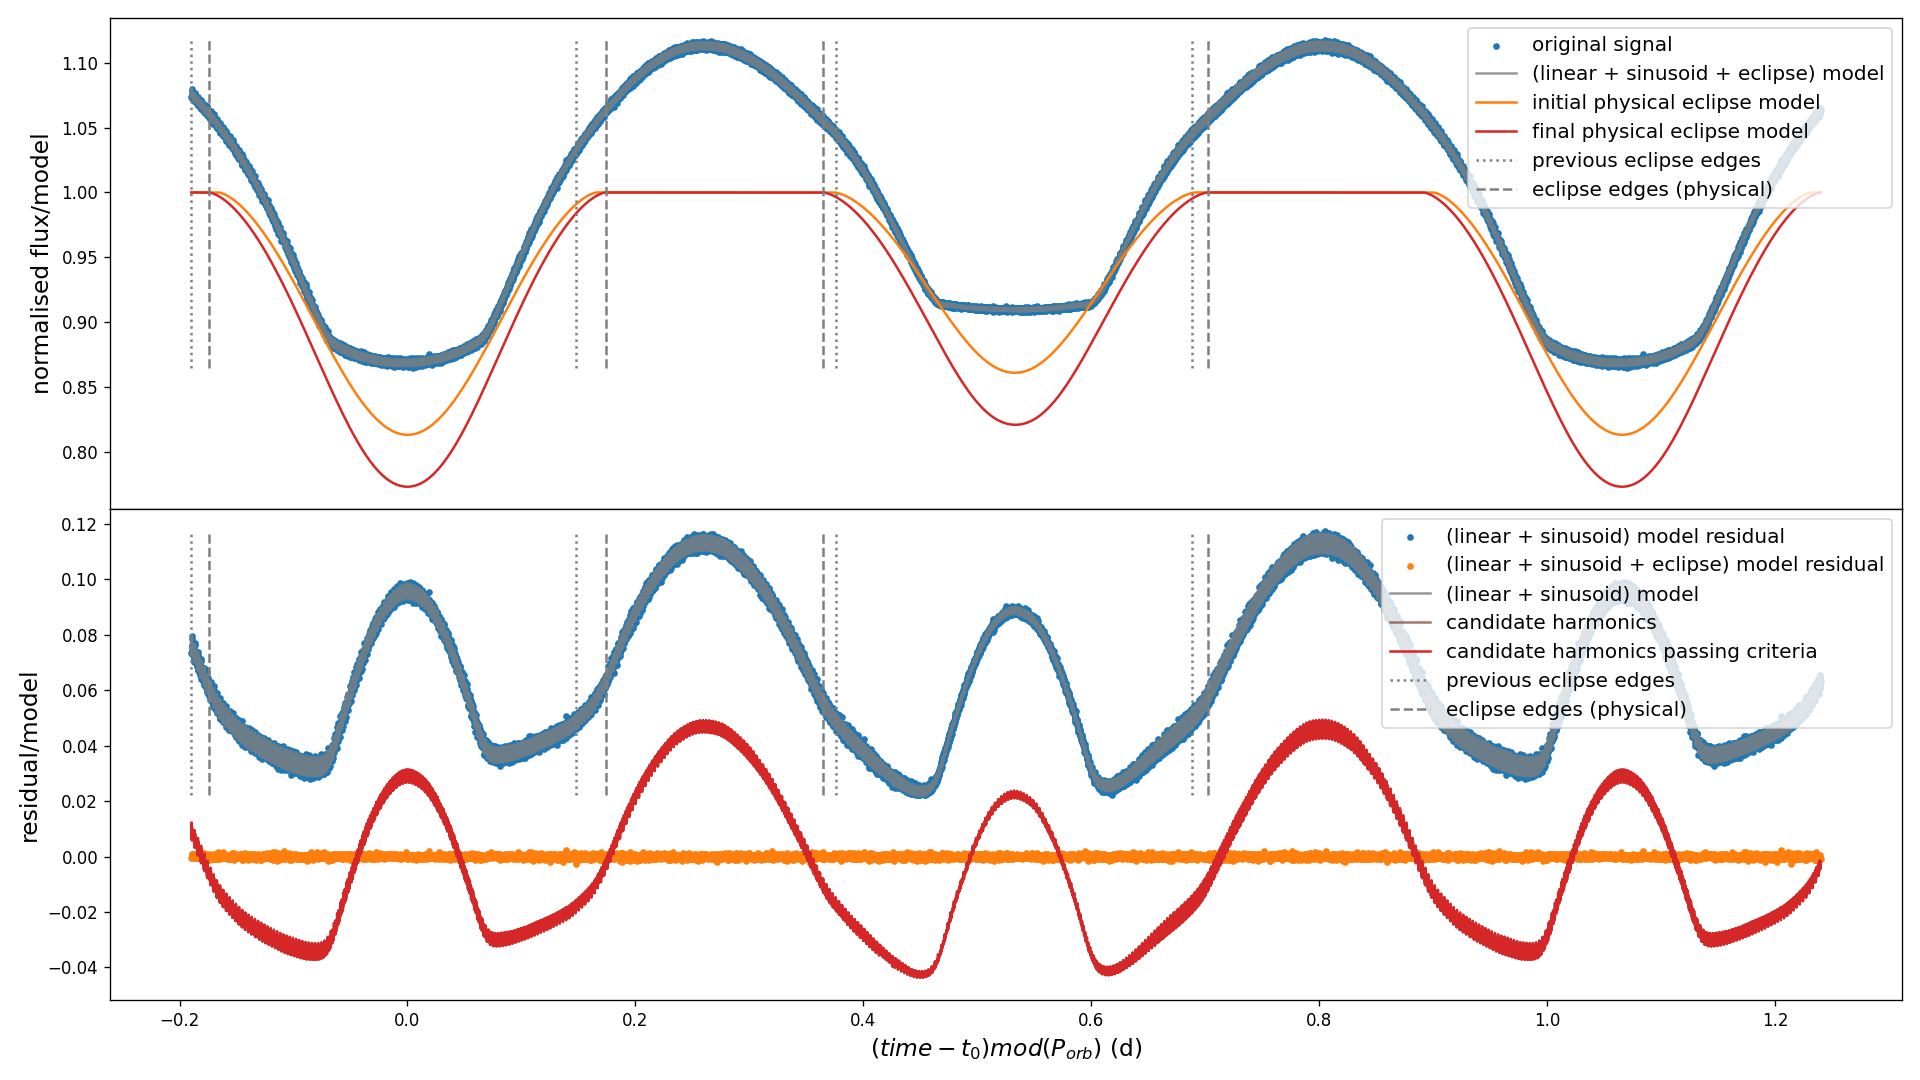 normalised flux/model
1.10
1.05
1.00
0.95
0.90
0.85
0.80
original signal
(linear + sinusoid + eclipse) model
initial physical eclipse model
final physical eclipse model
previous eclipse edges
eclipse edges (physical)
residual/model
0.12
0.10
0.08
0.06
0.04
0.02
0.00
−0.02
−0.04
(linear + sinusoid) model residual
(linear + sinusoid + eclipse) model residual
(linear + sinusoid) model
candidate harmonics
candidate harmonics passing criteria
previous eclipse edges
eclipse edges (physical)
−0.2 0.0 0.2 0.4 0.6 0.8 1.0 1.2
(time − t₀)mod(Pₒᵣb) (d)